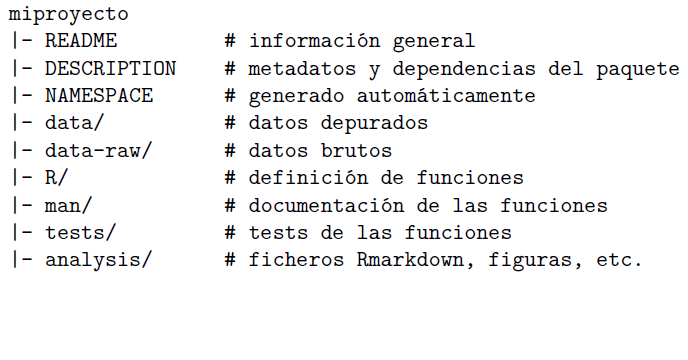 miproyecto
|- README         # información general
|- DESCRIPTION    # metadatos y dependencias del paquete
|- NAMESPACE      # generado automáticamente
|- data/          # datos depurados
|- data-raw/      # datos brutos
|- R/             # definición de funciones
|- man/           # documentación de las funciones
|- tests/         # tests de las funciones
|- analysis/      # ficheros Rmarkdown, figuras, etc.